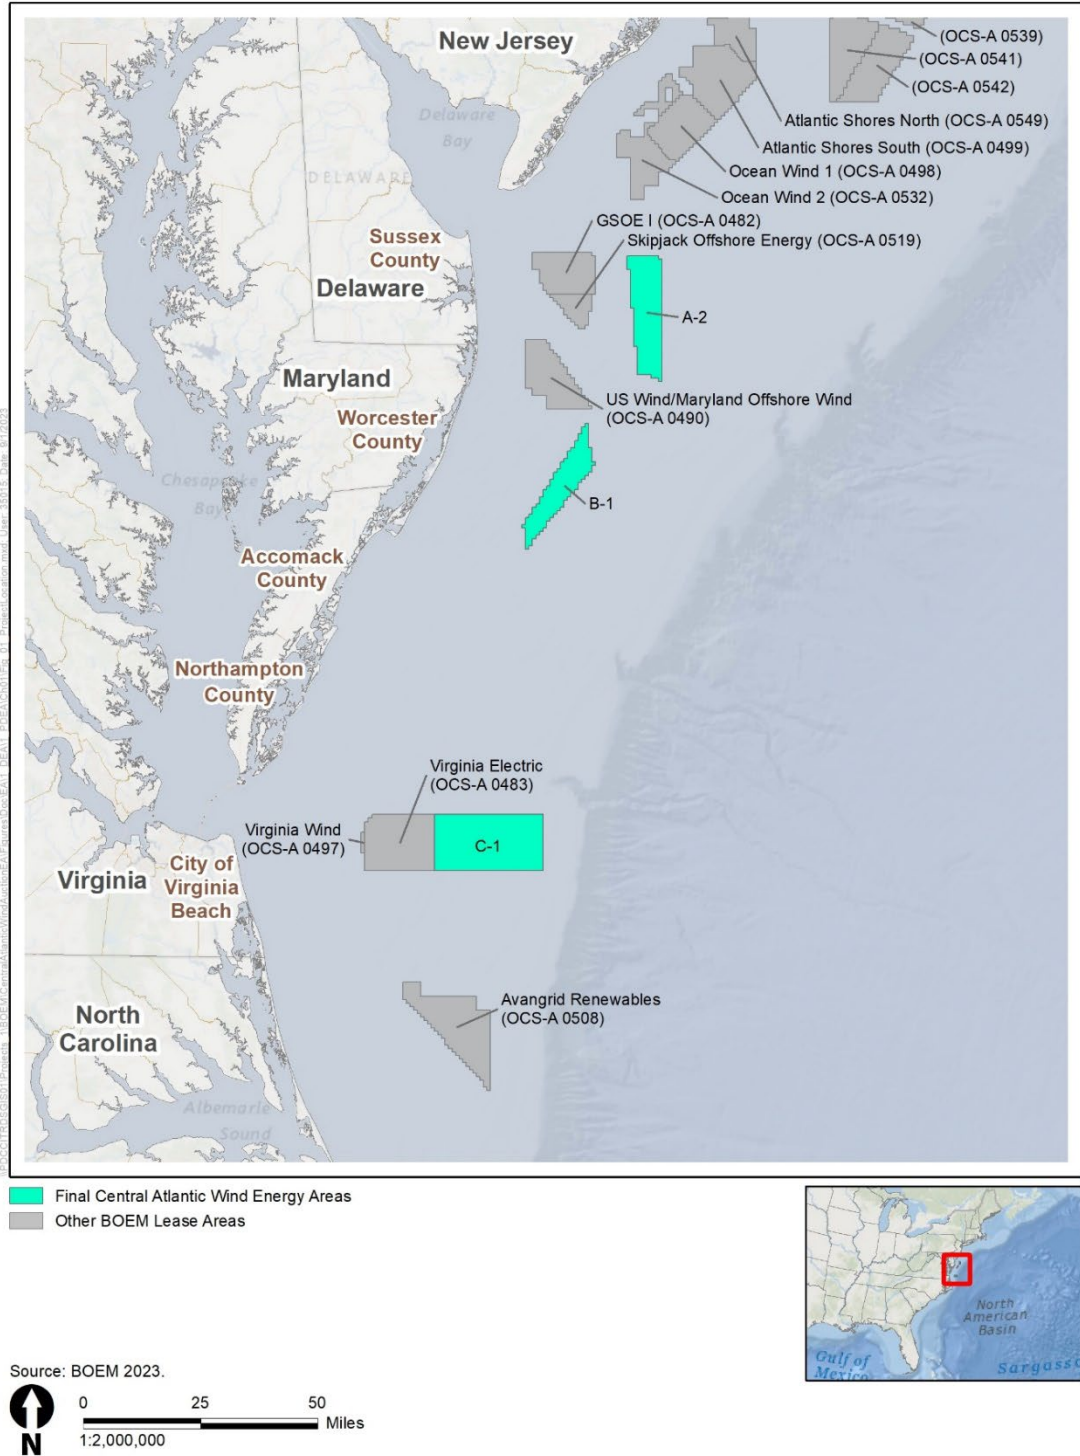 New Jersey
(OCS-A 0539)
(OCS-A 0541)
(OCS-A 0542)
Delaware
Bay
Atlantic Shores North (OCS-A 0549)
Atlantic Shores South (OCS-A 0499)
Ocean Wind 1 (OCS-A 0498)
DELAWARE
Ocean Wind 2 (OCS-A 0532)
GSOE I (OCS-A 0482)
Skipjack Offshore Energy (OCS-A 0519)
Sussex
County
Delaware
A-2
Maryland
US Wind/Maryland Offshore Wind
(OCS-A 0490)
Worcester
County
Chesapeake
Bay
B-1
Accomack
County
Northampton
County
Virginia Electric
(OCS-A 0483)
Virginia Wind
(OCS-A 0497)
C-1
Virginia
City of
Virginia
Beach
Avangrid Renewables
(OCS-A 0508)
North
Carolina
Albemarle
Sound
Final Central Atlantic Wind Energy Areas
Other BOEM Lease Areas
North
American
Basin
Gulf of
Mexico
Sargasso
Source: BOEM 2023.
N
0 25 50
Miles
1:2,000,000